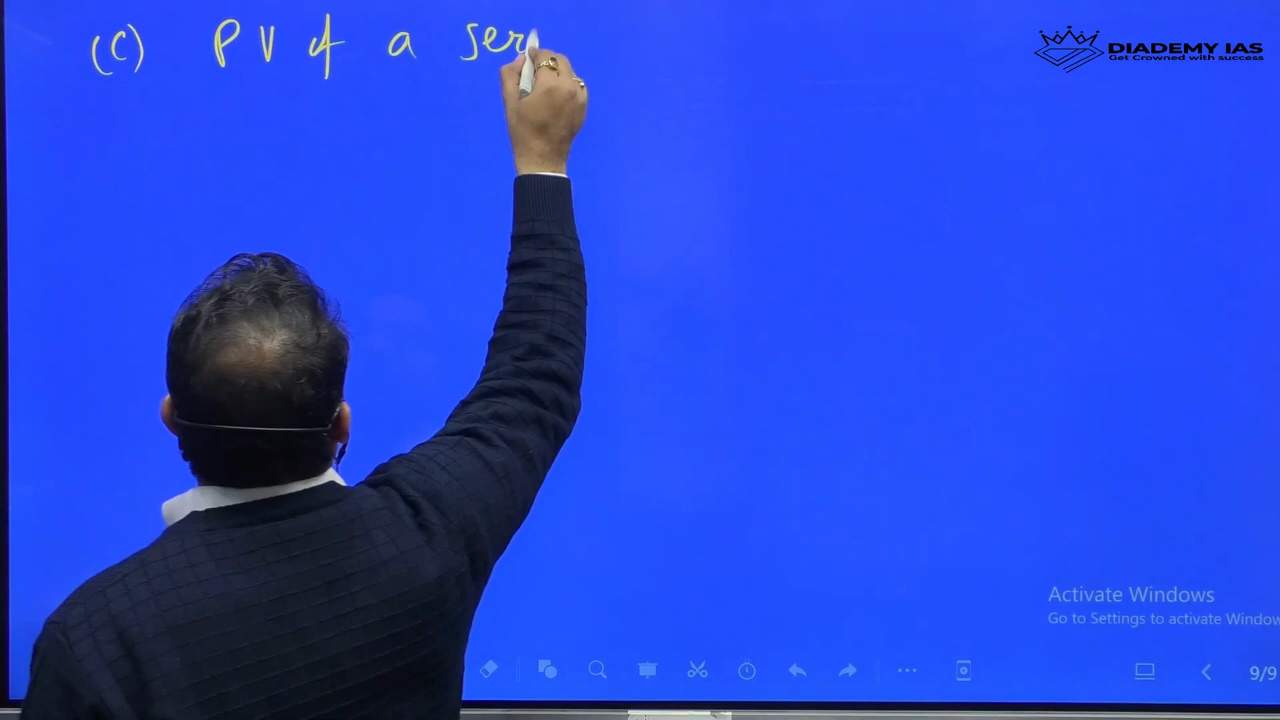 (C) PV of a ser
DIADEMY IAS
Get Crowned with success
Activate Windows
Go to Settings to activate Window
9/9